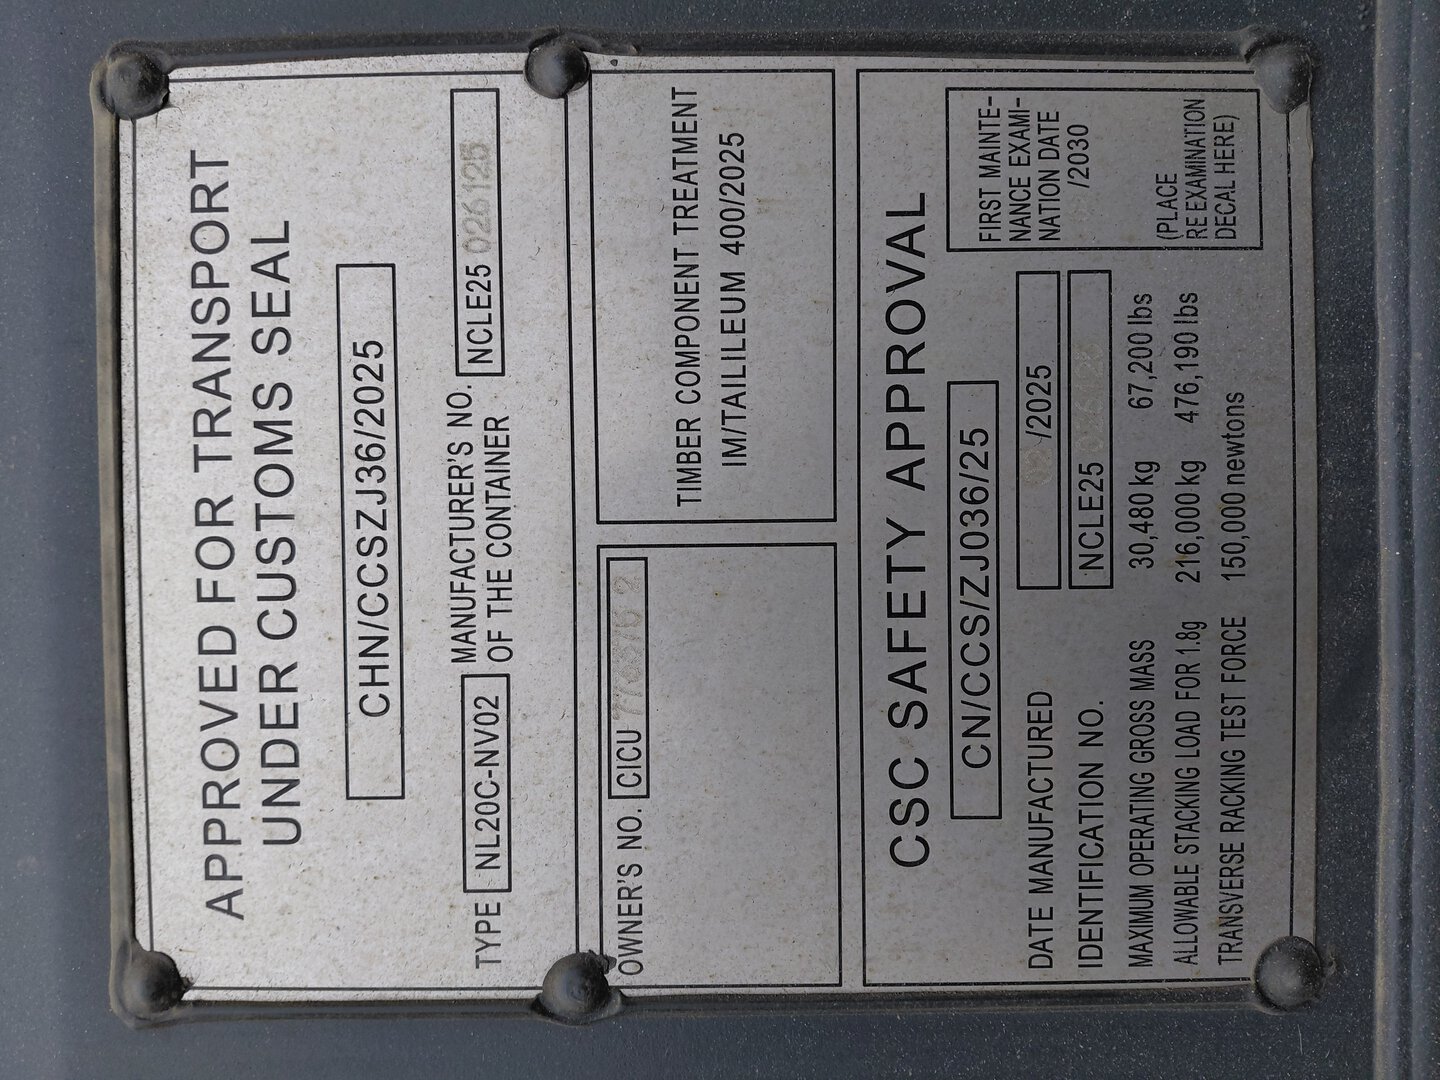 APPROVED FOR TRANSPORT
UNDER CUSTOMS SEAL
CHN/CCSZJ36/2025
TYPE NL20C-NV02 MANUFACTURER'S NO. OF THE CONTAINER NCLE25 026125
OWNER'S NO. CICU
TIMBER COMPONENT TREATMENT
IM/TAILILEUM 400/2025
CSC SAFETY APPROVAL
CN/CCS/ZJ036/25
DATE MANUFACTURED /2025
IDENTIFICATION NO. NCLE25
MAXIMUM OPERATING GROSS MASS 30,480 kg 67,200 lbs
ALLOWABLE STACKING LOAD FOR 1.8g 216,000 kg 476,190 lbs
TRANSVERSE RACKING TEST FORCE 150,000 newtons
FIRST MAINTE-
NANCE EXAMI-
NATION DATE
/2030
(PLACE
RE EXAMINATION
DECAL HERE)